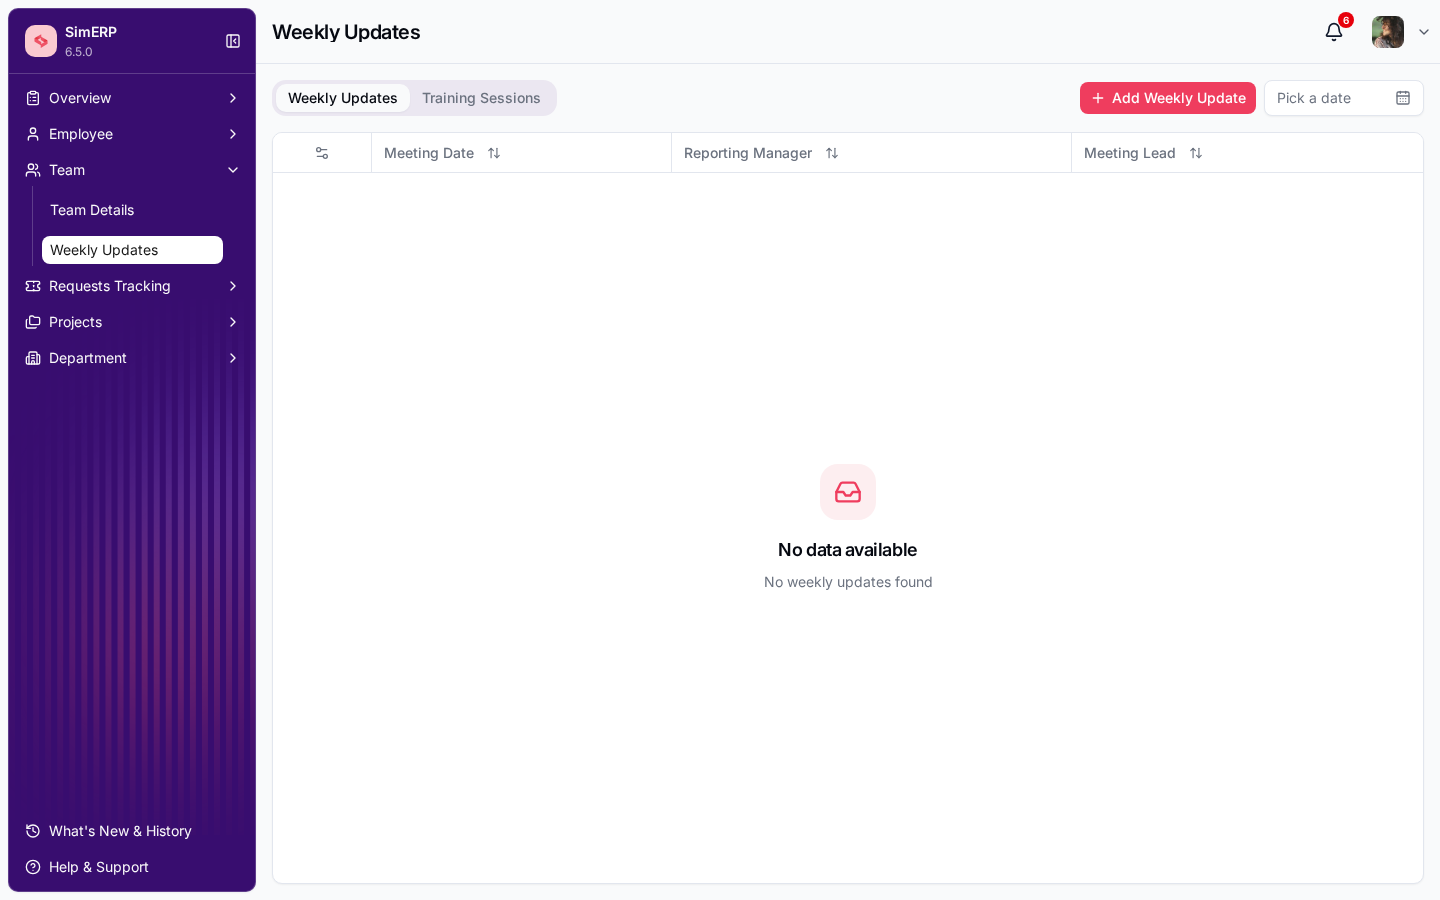 SimERP
6.5.0
Overview
Employee
Team
Team Details
Weekly Updates
Requests Tracking
Projects
Department
What's New & History
Help & Support
Weekly Updates
6
Weekly Updates Training Sessions
Add Weekly Update Pick a date
Meeting Date Reporting Manager Meeting Lead
No data available
No weekly updates found